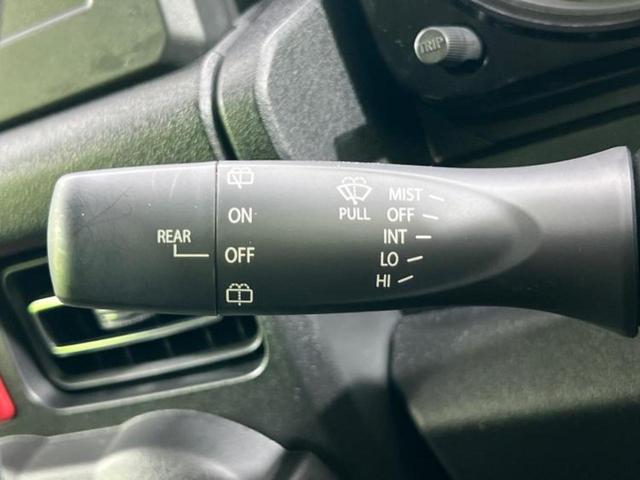 TRIP
REAR
ON
OFF
PULL
MIST
OFF
INT
LO
HI